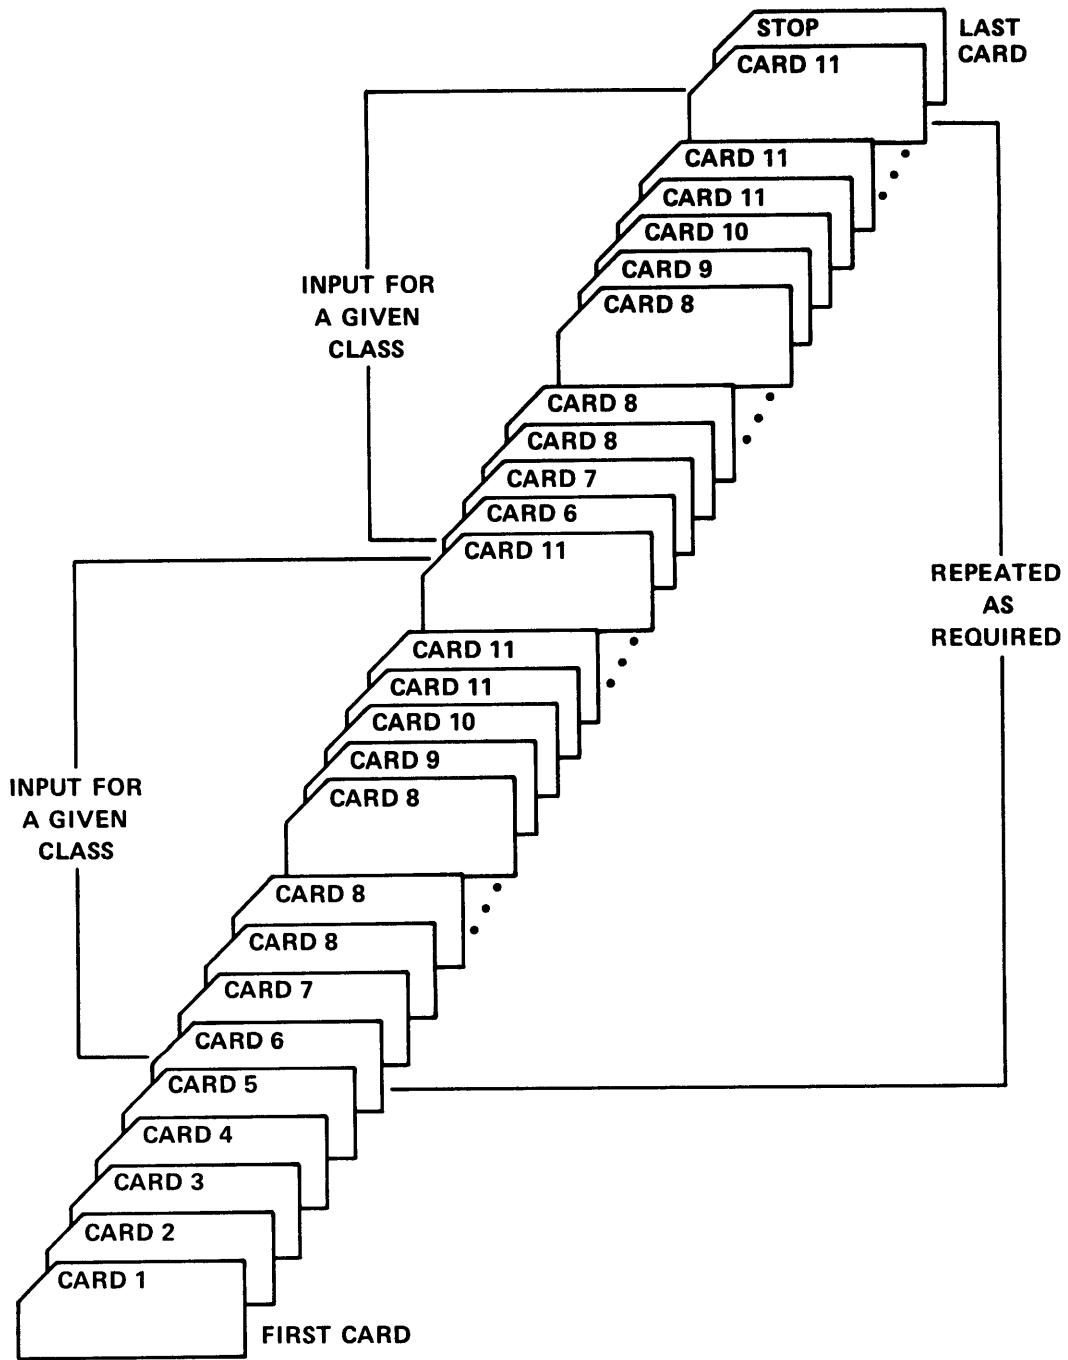 STOP
LAST
CARD
CARD 11
CARD 11
CARD 11
CARD 10
CARD 9
CARD 8
INPUT FOR
A GIVEN
CLASS
CARD 8
CARD 8
CARD 7
CARD 6
CARD 11
REPEATED
AS
REQUIRED
CARD 11
CARD 11
CARD 10
CARD 9
CARD 8
INPUT FOR
A GIVEN
CLASS
CARD 8
CARD 8
CARD 7
CARD 6
CARD 5
CARD 4
CARD 3
CARD 2
CARD 1
FIRST CARD